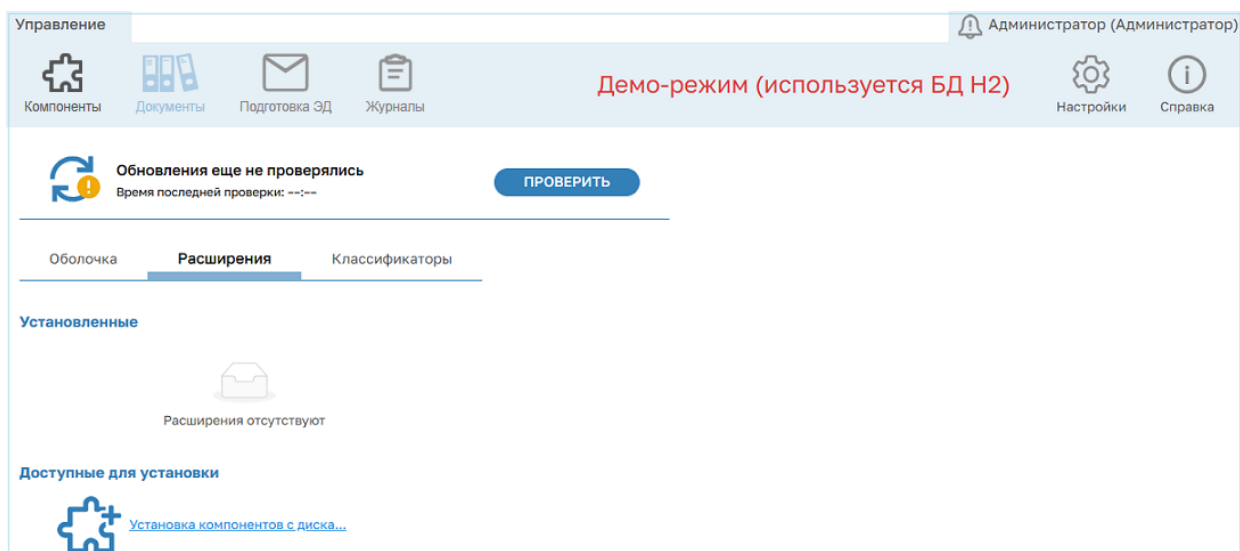 Управление
Администратор (Администратор)
Компоненты
Документы
Подготовка ЭД
Журналы
Демо-режим (используется БД H2)
Настройки
Справка
Обновления еще не проверялись
Время последней проверки: --:--
ПРОВЕРИТЬ
Оболочка
Расширения
Классификаторы
Установленные
Расширения отсутствуют
Доступные для установки
Установка компонентов с диска...